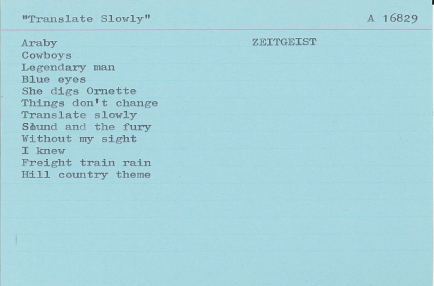 "Translate Slowly" A 16829
Araby ZEITGEIST
Cowboys
Legendary man
Blue eyes
She digs Ornette
Things don't change
Translate slowly
Sound and the fury
Without my sight
I knew
Freight train rain
Hill country theme